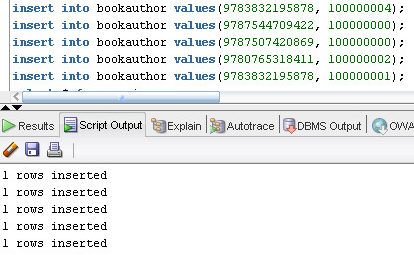 insert into bookauthor values(9783832195878, 100000004);
insert into bookauthor values(9787544709422, 100000000);
insert into bookauthor values(9787507420869, 100000000);
insert into bookauthor values(9780765318411, 100000002);
insert into bookauthor values(9783832195878, 100000001);
Results Script Output Explain Autotrace DBMS Output OWA
1 rows inserted
1 rows inserted
1 rows inserted
1 rows inserted
1 rows inserted